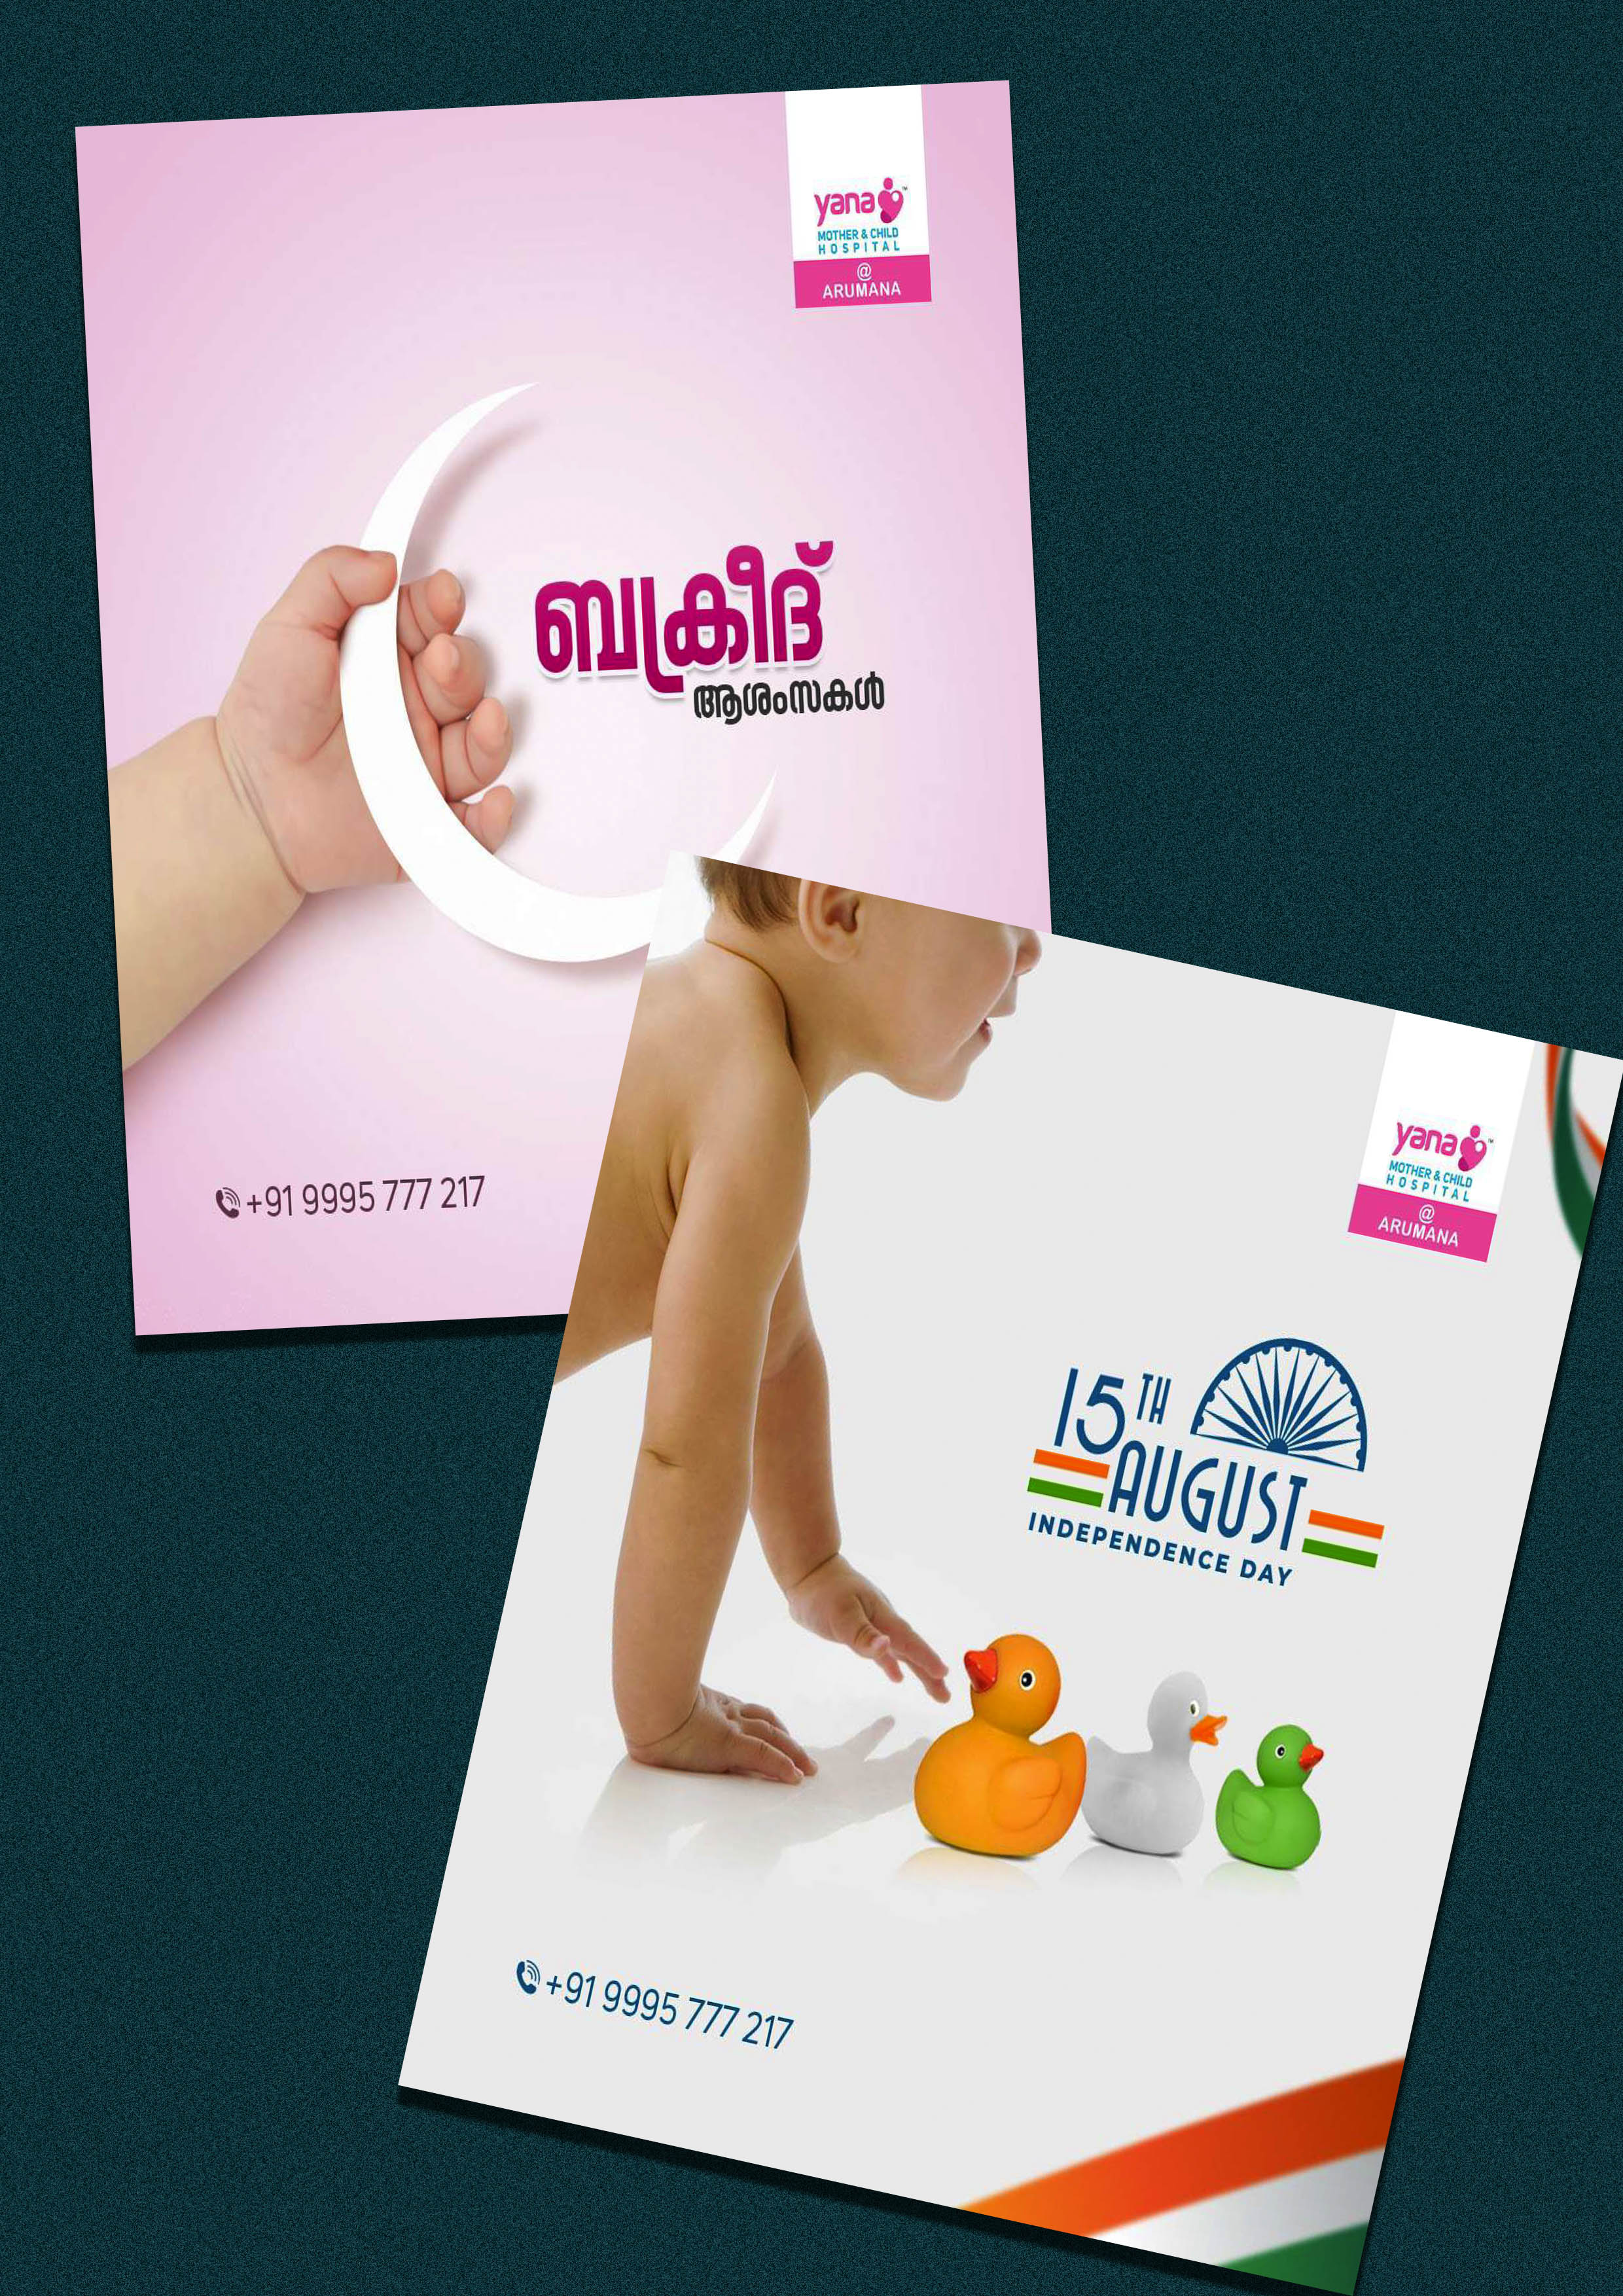 yana
MOTHER & CHILD
HOSPITAL
@
ARUMANA
ബക്രീദ്
ആശംസകൾ
+91 9995 777 217
yana
MOTHER & CHILD
HOSPITAL
@
ARUMANA
15TH
AUGUST
INDEPENDENCE DAY
+91 9995 777 217